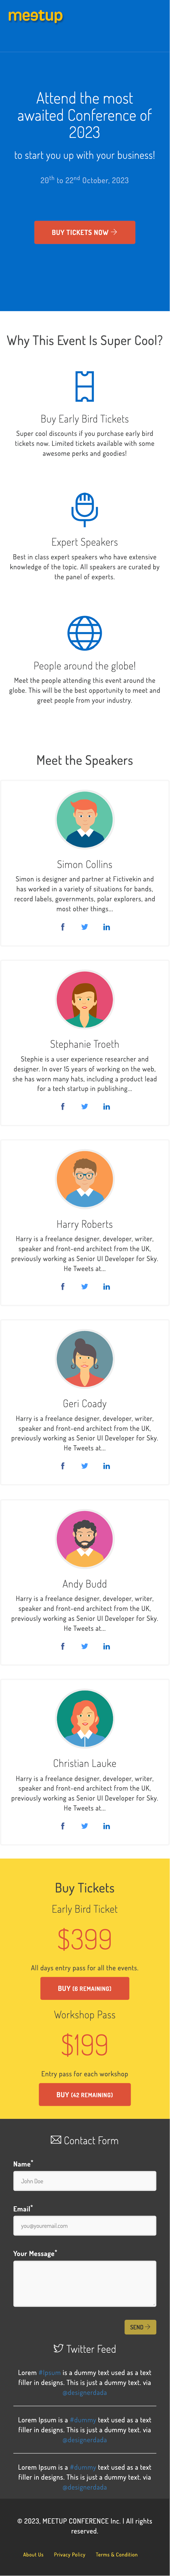 meetup
Attend the most
awaited Conference of
2023
to start you up with your business!
20th to 22nd October, 2023
BUY TICKETS NOW
Why This Event Is Super Cool?
Buy Early Bird Tickets
Super cool discounts if you purchase early bird
tickets now. Limited tickets available with some
awesome perks and goodies!
Expert Speakers
Best in class expert speakers who have extensive
knowledge of the topic. All speakers are curated by
the panel of experts.
People around the globe!
Meet the people attending this event around the
globe. This will be the best opportunity to meet and
greet people from your industry.
Meet the Speakers
Simon Collins
Simon is designer and partner at Fictivekin and
has worked in a variety of situations for bands,
record labels, governments, polar explorers, and
most other things...
Stephanie Troeth
Stephie is a user experience researcher and
designer. In over 15 years of working on the web,
she has worn many hats, including a product lead
for a tech startup in publishing...
Harry Roberts
Harry is a freelance designer, developer, writer,
speaker and front-end architect from the UK,
previously working as Senior UI Developer for Sky.
He Tweets at...
Geri Coady
Harry is a freelance designer, developer, writer,
speaker and front-end architect from the UK,
previously working as Senior UI Developer for Sky.
He Tweets at...
Andy Budd
Harry is a freelance designer, developer, writer,
speaker and front-end architect from the UK,
previously working as Senior UI Developer for Sky.
He Tweets at...
Christian Lauke
Harry is a freelance designer, developer, writer,
speaker and front-end architect from the UK,
previously working as Senior UI Developer for Sky.
He Tweets at...
Buy Tickets
Early Bird Ticket
$399
All days entry pass for all the events.
BUY (8 REMAINING)
Workshop Pass
$199
Entry pass for each workshop
BUY (42 REMAINING)
Contact Form
Name*
John Doe
Email*
you@youremail.com
Your Message*
SEND
Twitter Feed
Lorem #Ipsum is a dummy text used as a text
filler in designs. This is just a dummy text. via
@designerdada
Lorem Ipsum is a #dummy text used as a text
filler in designs. This is just a dummy text. via
@designerdada
Lorem Ipsum is a #dummy text used as a text
filler in designs. This is just a dummy text. via
@designerdada
© 2023, MEETUP CONFERENCE Inc. | All rights
reserved.
About Us Privacy Policy Terms & Condition